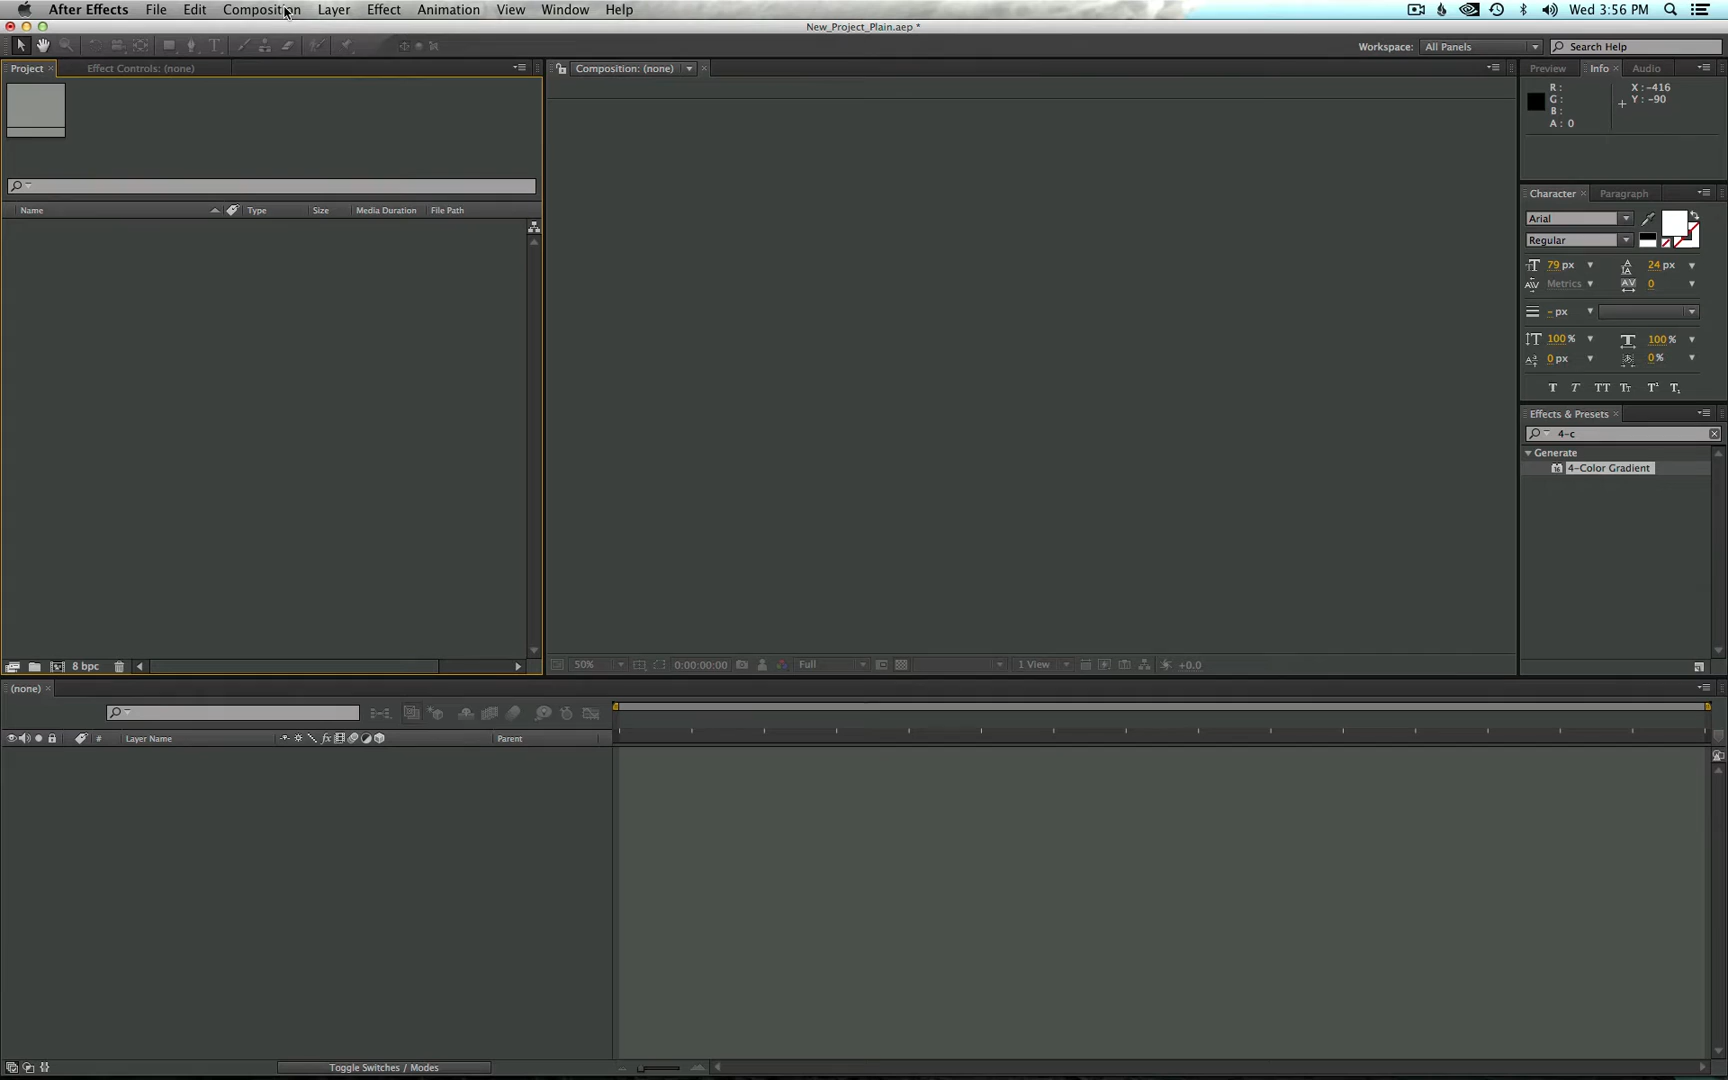 After Effects File Edit Composition Layer Effect Animation View Window Help Wed 3:56 PM
New_Project_Plain.aep *
Workspace: All Panels Search Help
Project Effect Controls: (none) Composition: (none) Preview Info Audio
R :
G :
B :
A : 0
X : -416
Y : -90
Character Paragraph
Arial
Regular
79 px 24 px
Metrics 0
- px
100 % 100 %
0 px 0 %
T T TT Tt T¹ T₁
Effects & Presets
4-c
Generate
4-Color Gradient
Name Type Size Media Duration File Path
8 bpc
50% 0:00:00:00 Full 1 View +0.0
(none)
# Layer Name fx Parent
Toggle Switches / Modes